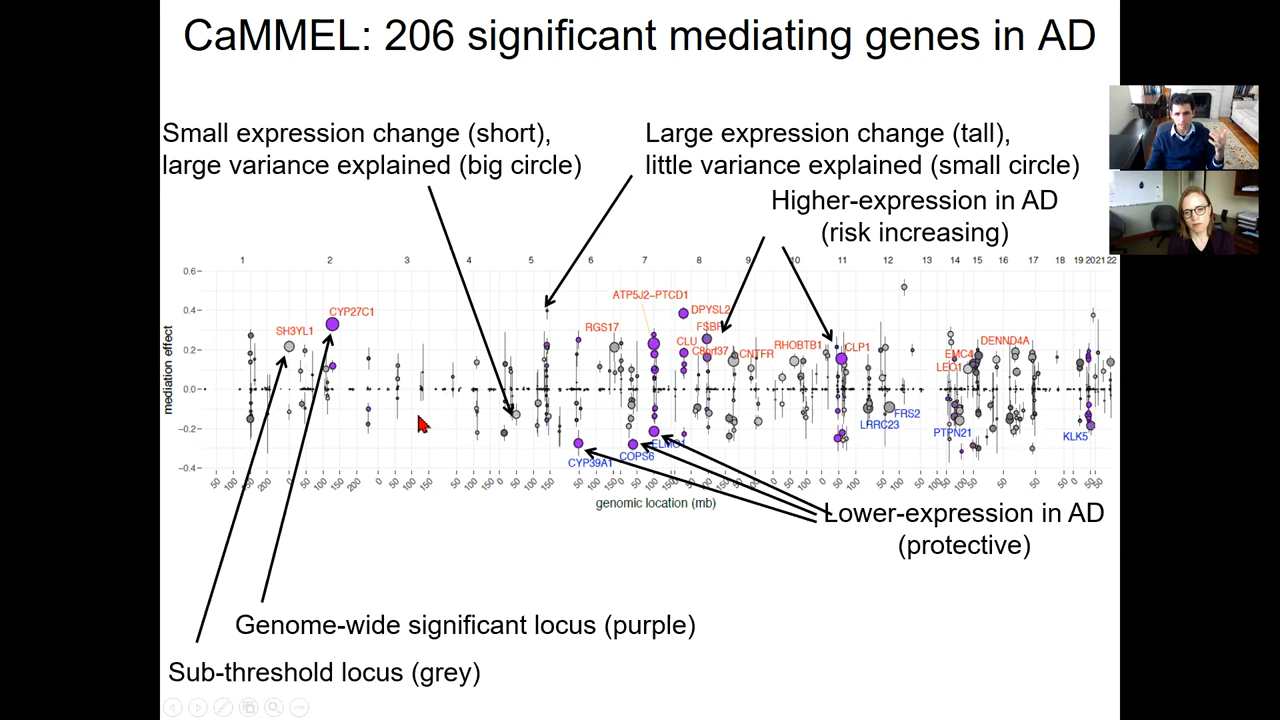 CaMMEL: 206 significant mediating genes in AD
Small expression change (short),
large variance explained (big circle)
Large expression change (tall),
little variance explained (small circle)
Higher-expression in AD
(risk increasing)
1 2 3 4 5 6 7 8 9 10 11 12 13 14 15 16 17 18 19 20 21 22
0.6
0.4
0.2
0.0
−0.2
−0.4
mediation effect
SH3YL1
CYP27C1
RGS17
ATP5J2−PTCD1
DPYSL2
FSBP
CLU
C8orf37
CNTFR
RHOBTB1
CLP1
EMC4
LEO1
DENND4A
CYP39A1
COPS6
ELMO1
LRRC23
FRS2
PTPN21
KLK5
genomic location (mb)
Lower-expression in AD
(protective)
Genome-wide significant locus (purple)
Sub-threshold locus (grey)